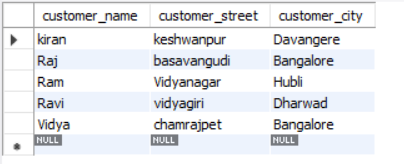 customer_name customer_street customer_city
kiran keshwanpur Davangere
Raj basavangudi Bangalore
Ram Vidyanagar Hubli
Ravi vidyagiri Dharwad
Vidya chamrajpet Bangalore
NULL NULL NULL